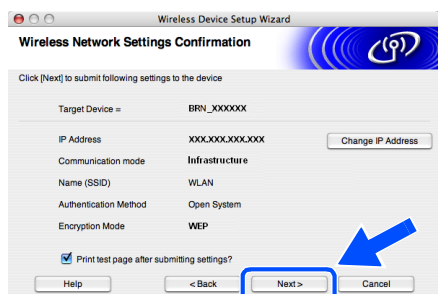 Wireless Device Setup Wizard
Wireless Network Settings Confirmation
Click [Next] to submit following settings to the device
Target Device = BRN_XXXXXX
IP Address XXX.XXX.XXX.XXX Change IP Address
Communication mode Infrastructure
Name (SSID) WLAN
Authentication Method Open System
Encryption Mode WEP
Print test page after submitting settings?
Help < Back Next > Cancel